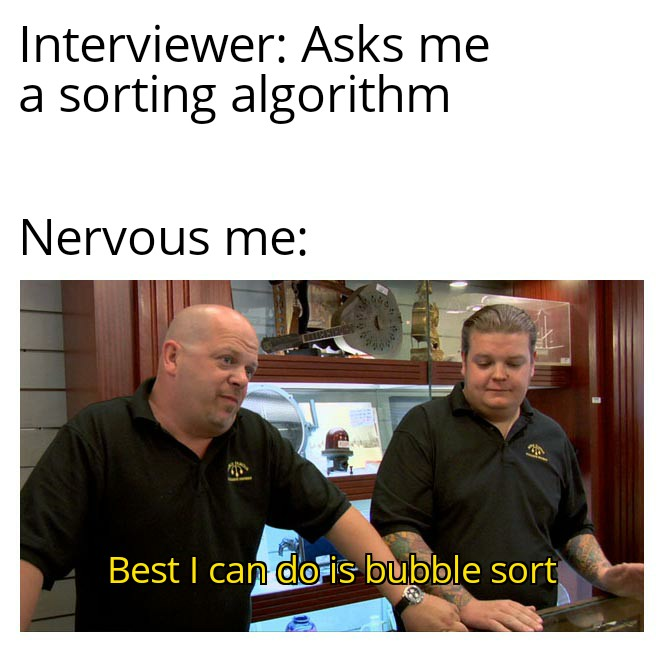 Interviewer: Asks me
a sorting algorithm
Nervous me:
Best I can do is bubble sort